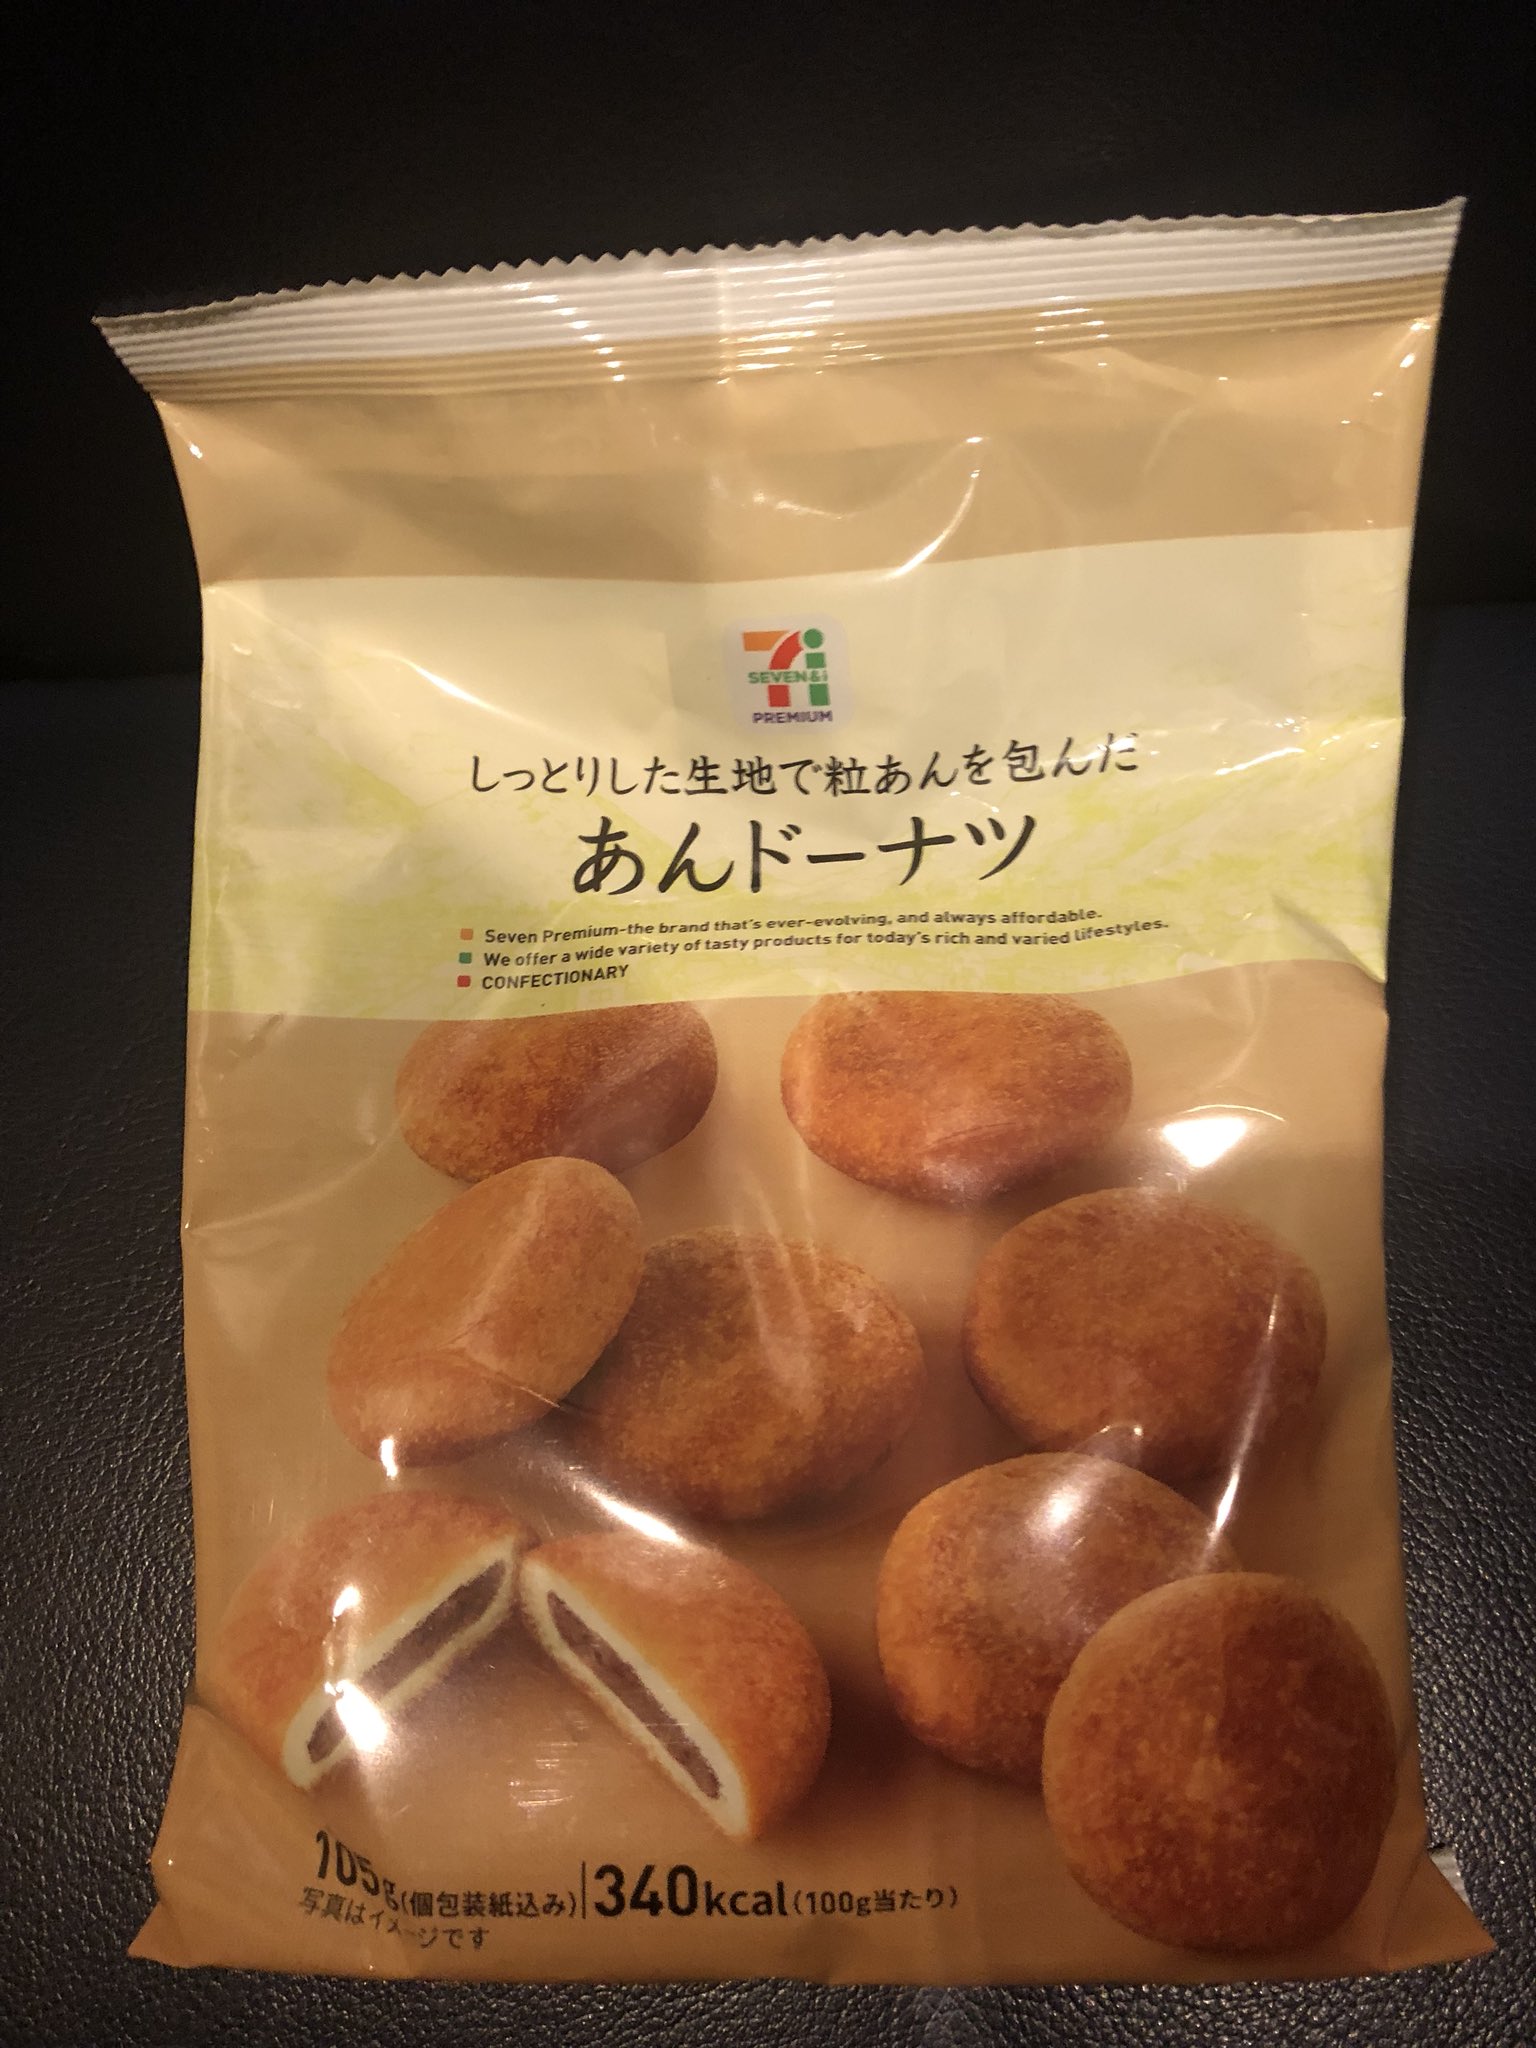 SEVEN&i
PREMIUM
しっとりした生地で粒あんを包んだ
あんドーナツ
Seven Premium-the brand that's ever-evolving, and always affordable.
We offer a wide variety of tasty products for today's rich and varied lifestyles.
CONFECTIONARY
105g(個包装紙込み)|340kcal(100g当たり)
写真はイメージです